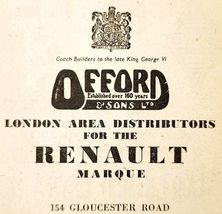 Coach Builders to the late King George VI
OFFORD
Established over 160 years
& SONS LTD
LONDON AREA DISTRIBUTORS
FOR THE
RENAULT
MARQUE
154 GLOUCESTER ROAD